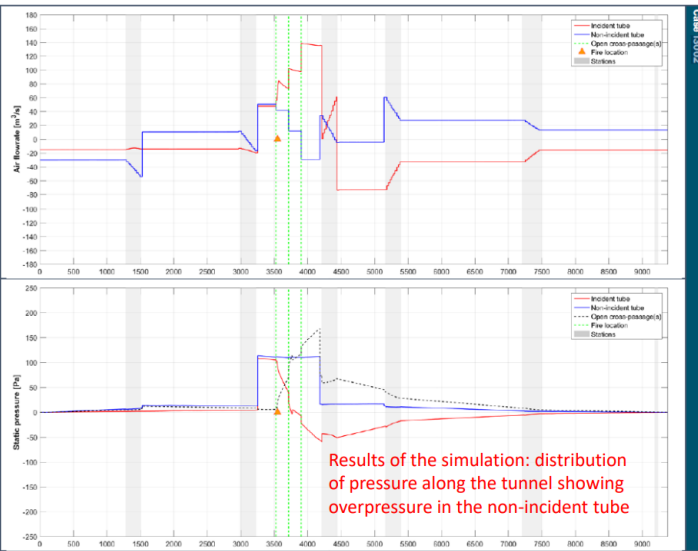 Case 13002
180
160
140
120
100
80
60
40
20
0
-20
-40
-60
-80
-100
-120
-140
-160
-180
Air flowrate [m³/s]
Incident tube
Non-incident tube
Open cross-passage(s)
Fire location
Stations
0 500 1000 1500 2000 2500 3000 3500 4000 4500 5000 5500 6000 6500 7000 7500 8000 8500 9000
250
200
150
100
50
0
-50
-100
-150
-200
-250
Static pressure [Pa]
Incident tube
Non-incident tube
Open cross-passage(s)
Fire location
Stations
Results of the simulation: distribution
of pressure along the tunnel showing
overpressure in the non-incident tube
0 500 1000 1500 2000 2500 3000 3500 4000 4500 5000 5500 6000 6500 7000 7500 8000 8500 9000